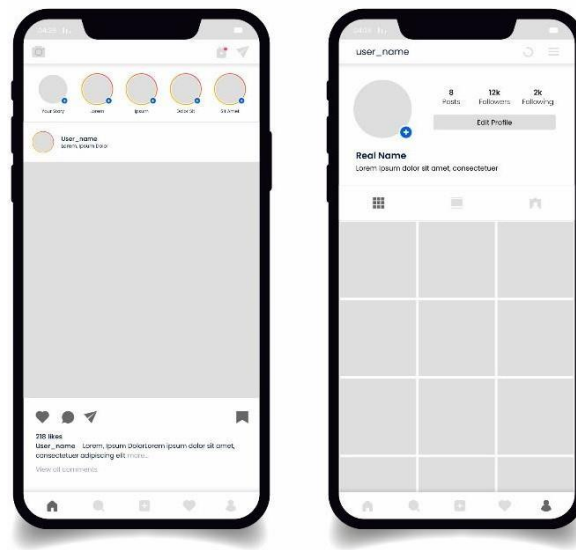 Your Story
Lorem
Ipsum
Dolor Sit
Sit Amet
User_name
Lorem, Ipsum Dolor
218 likes
User_name Lorem, Ipsum DolorLorem ipsum dolor sit amet,
consectetuer adipiscing elit more...
View all comments
user_name
8
12k
2k
Posts
Followers
Following
Edit Profile
Real Name
Lorem ipsum dolor sit amet, consectetuer